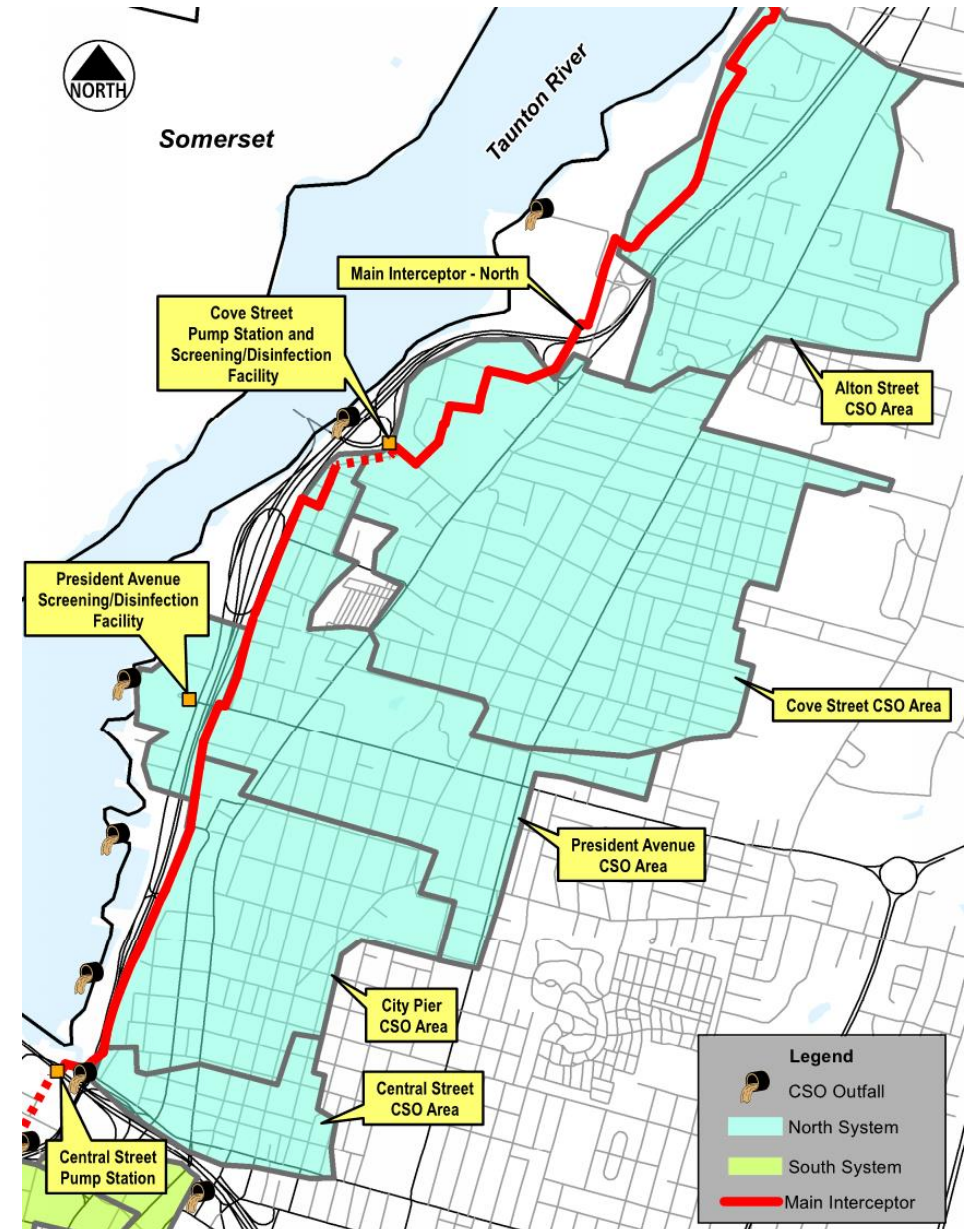 NORTH
Somerset
Taunton River
Main Interceptor - North
Cove Street
Pump Station and
Screening/Disinfection
Facility
Alton Street
CSO Area
President Avenue
Screening/Disinfection
Facility
Cove Street CSO Area
President Avenue
CSO Area
City Pier
CSO Area
Central Street
CSO Area
Central Street
Pump Station
Legend
CSO Outfall
North System
South System
Main Interceptor